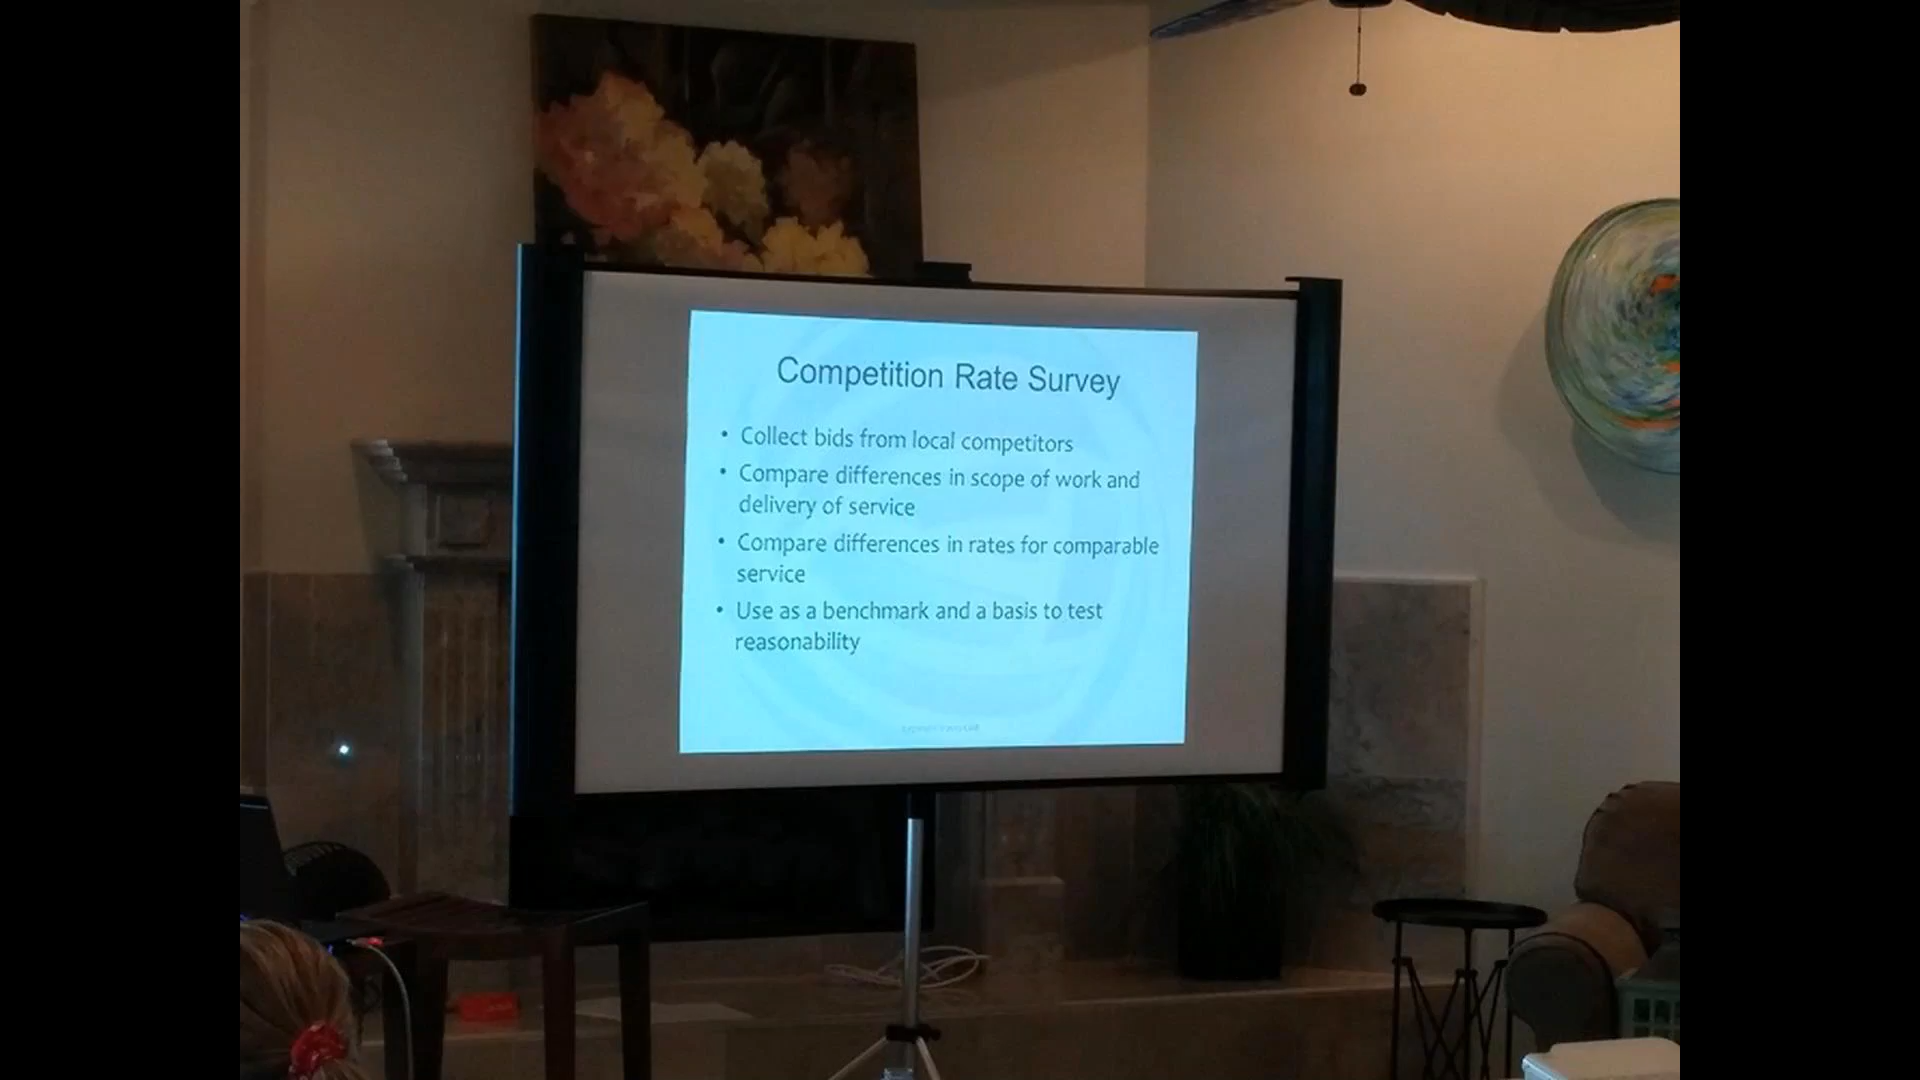 Competition Rate Survey
• Collect bids from local competitors
• Compare differences in scope of work and
delivery of service
• Compare differences in rates for comparable
service
• Use as a benchmark and a basis to test
reasonability